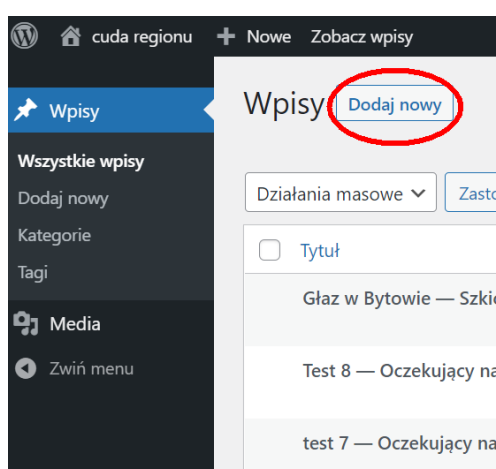 cuda regionu + Nowe Zobacz wpisy
Wpisy
Wpisy Dodaj nowy
Wszystkie wpisy
Dodaj nowy
Kategorie
Tagi
Media
Zwiń menu
Działania masowe
Tytuł
Głaz w Bytowie —
Test 8 — Oczekujący
test 7 — Oczekujący